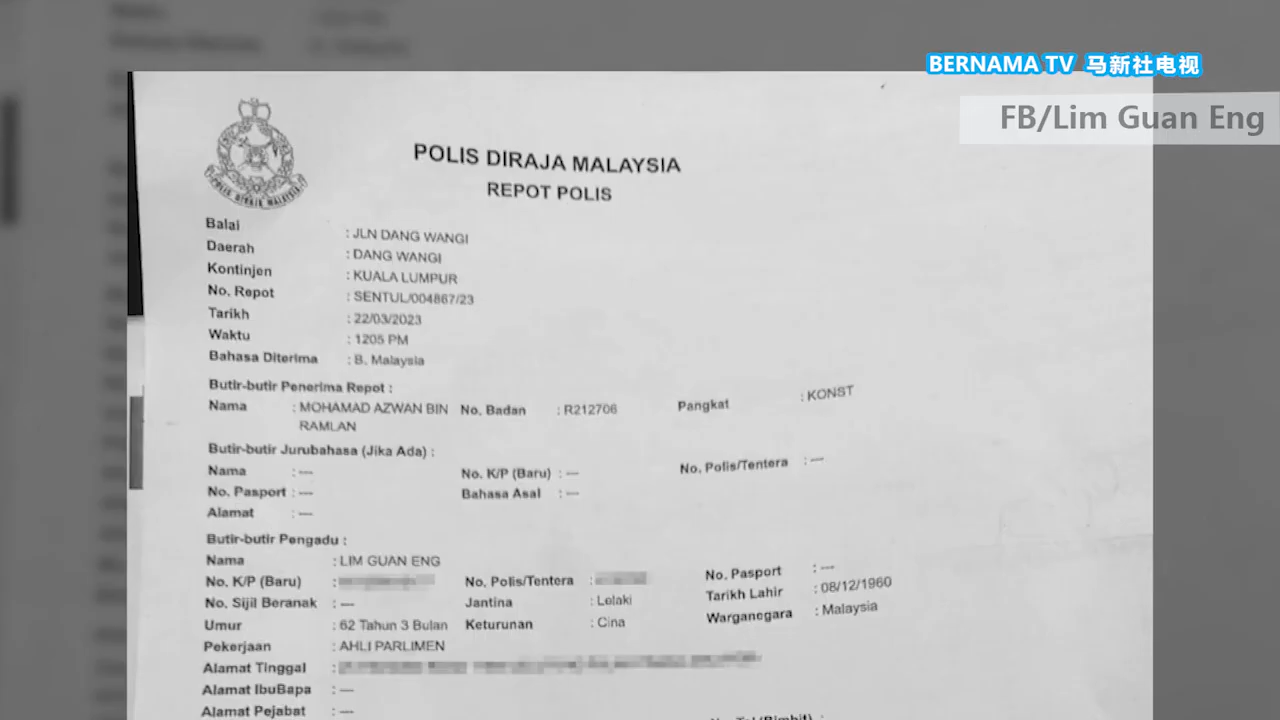 BERNAMA TV 马新社电视
FB/Lim Guan Eng
POLIS DIRAJA MALAYSIA
POLIS DIRAJA MALAYSIA
REPOT POLIS
Balai : JLN DANG WANGI
Daerah : DANG WANGI
Kontinjen : KUALA LUMPUR
No. Repot : SENTUL/004867/23
Tarikh : 22/03/2023
Waktu : 1205 PM
Bahasa Diterima : B. Malaysia
Butir-butir Penerima Repot :
Nama : MOHAMAD AZWAN BIN RAMLAN No. Badan : R212706 Pangkat : KONST
Butir-butir Jurubahasa (Jika Ada) :
Nama : --- No. K/P (Baru) : --- No. Polis/Tentera : ---
No. Pasport : --- Bahasa Asal : ---
Alamat : ---
Butir-butir Pengadu :
Nama : LIM GUAN ENG
No. K/P (Baru) : No. Polis/Tentera : No. Pasport : ---
No. Sijil Beranak : --- Jantina : Lelaki Tarikh Lahir : 08/12/1960
Umur : 62 Tahun 3 Bulan Keturunan : Cina Warganegara : Malaysia
Pekerjaan : AHLI PARLIMEN
Alamat Tinggal :
Alamat IbuBapa : ---
Alamat Pejabat : ---